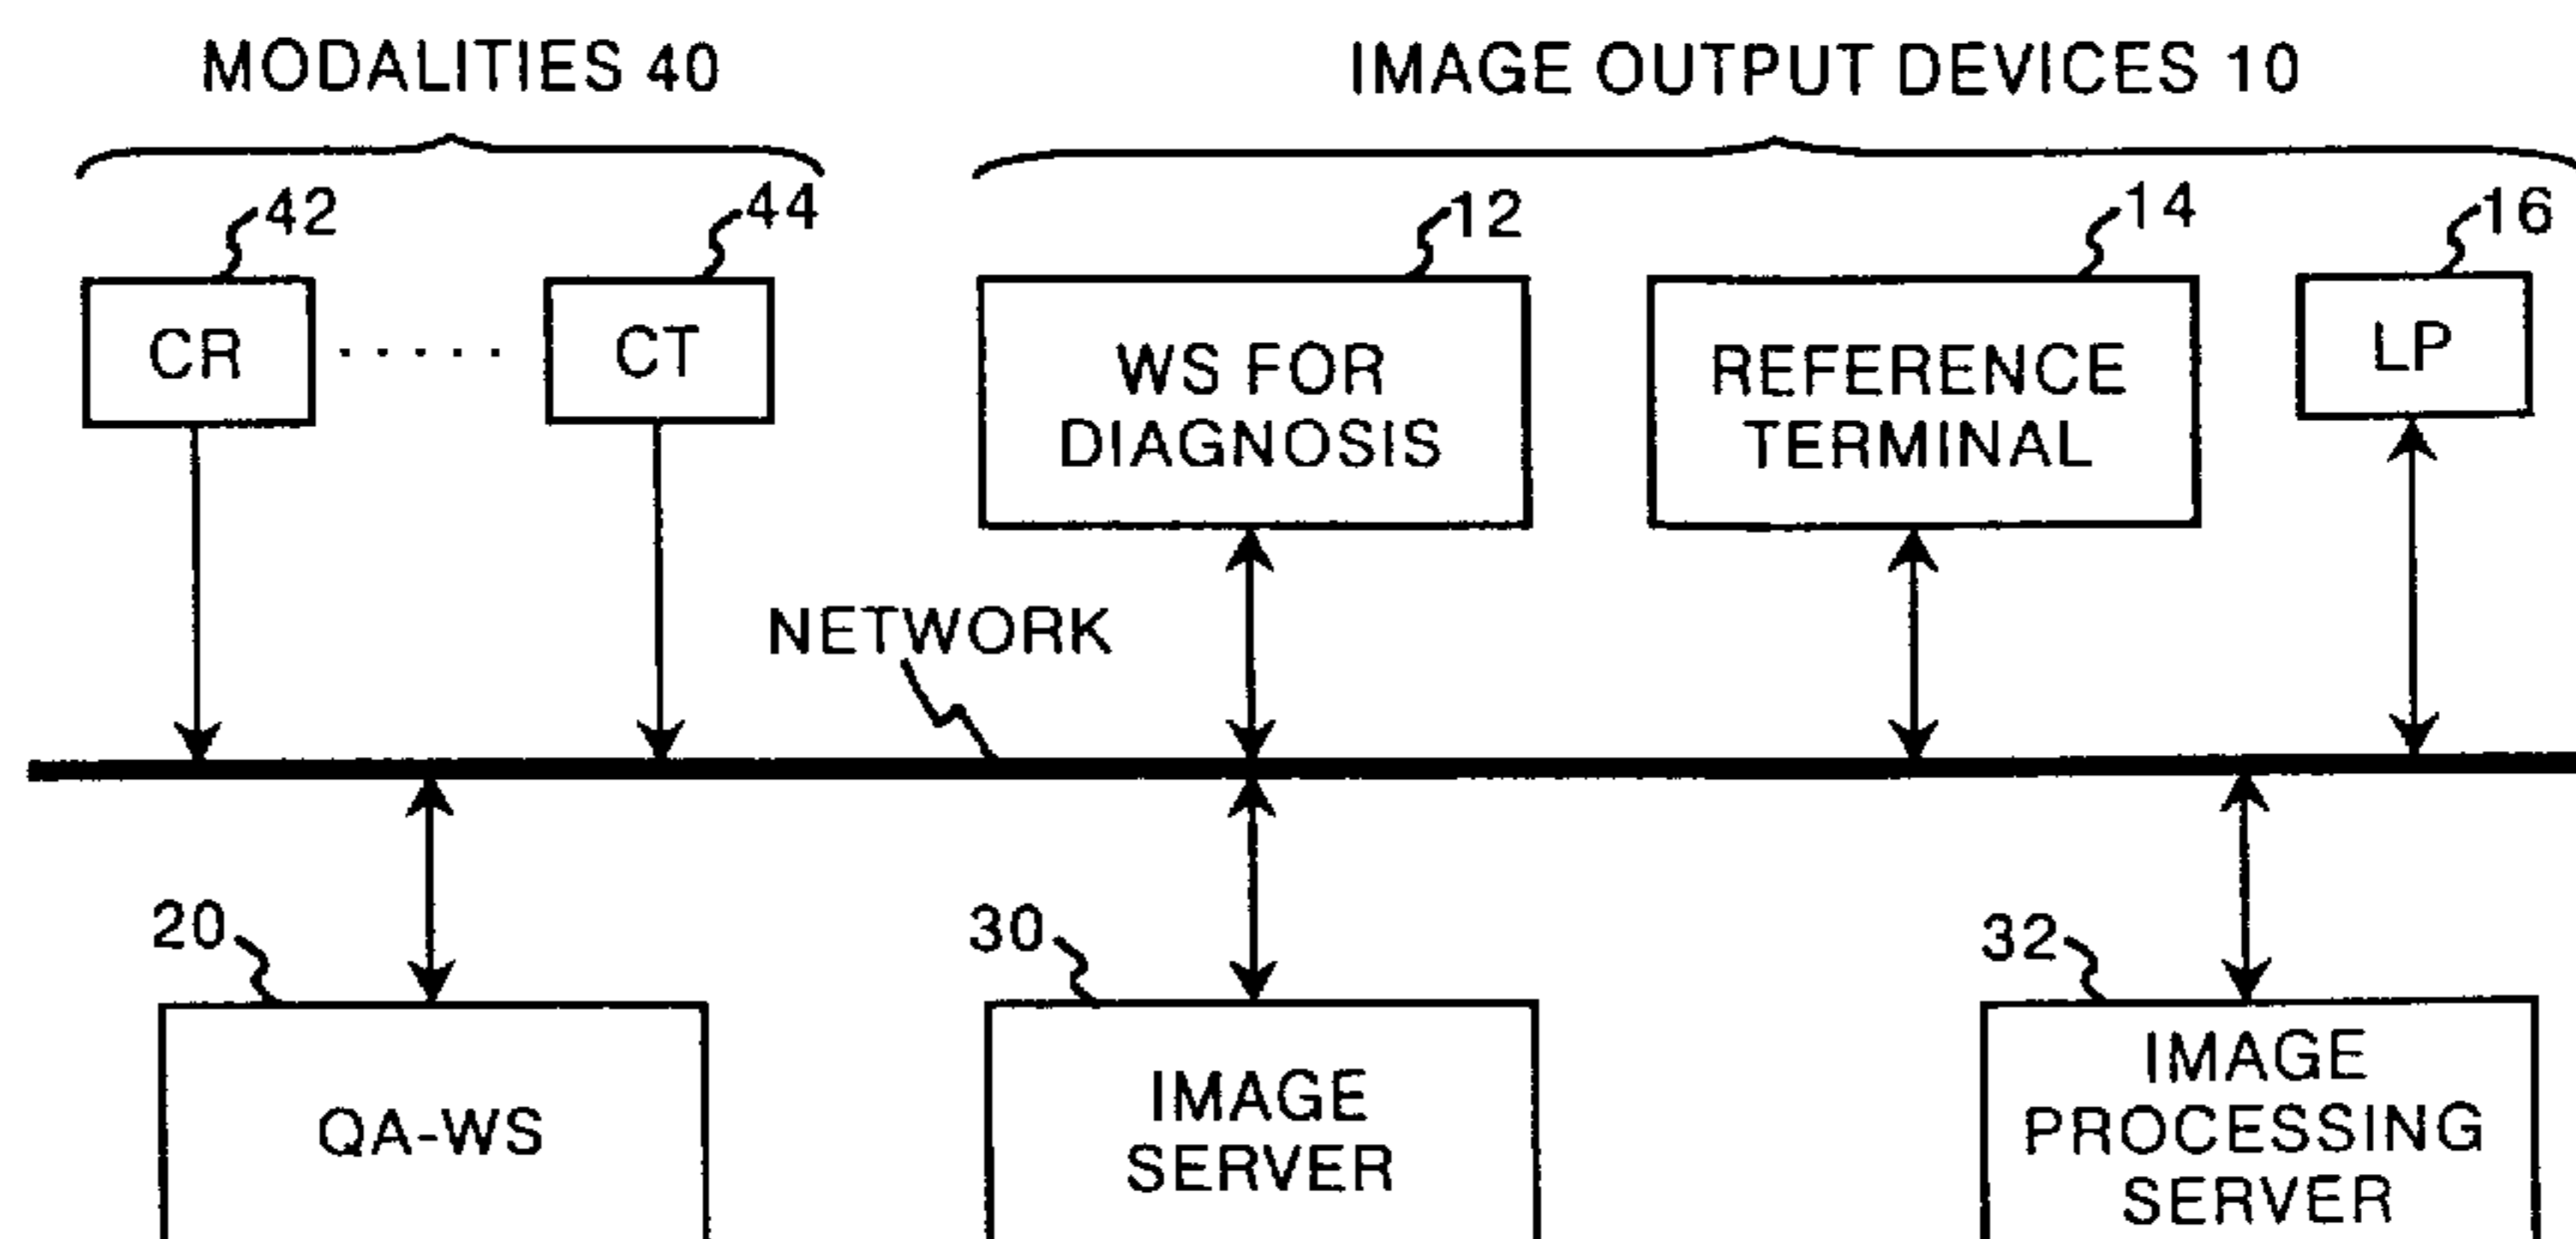 MODALITIES 40
IMAGE OUTPUT DEVICES 10
42
44
12
14
16
CR
CT
WS FOR
DIAGNOSIS
REFERENCE
TERMINAL
LP
NETWORK
20
30
32
QA-WS
IMAGE
SERVER
IMAGE
PROCESSING
SERVER